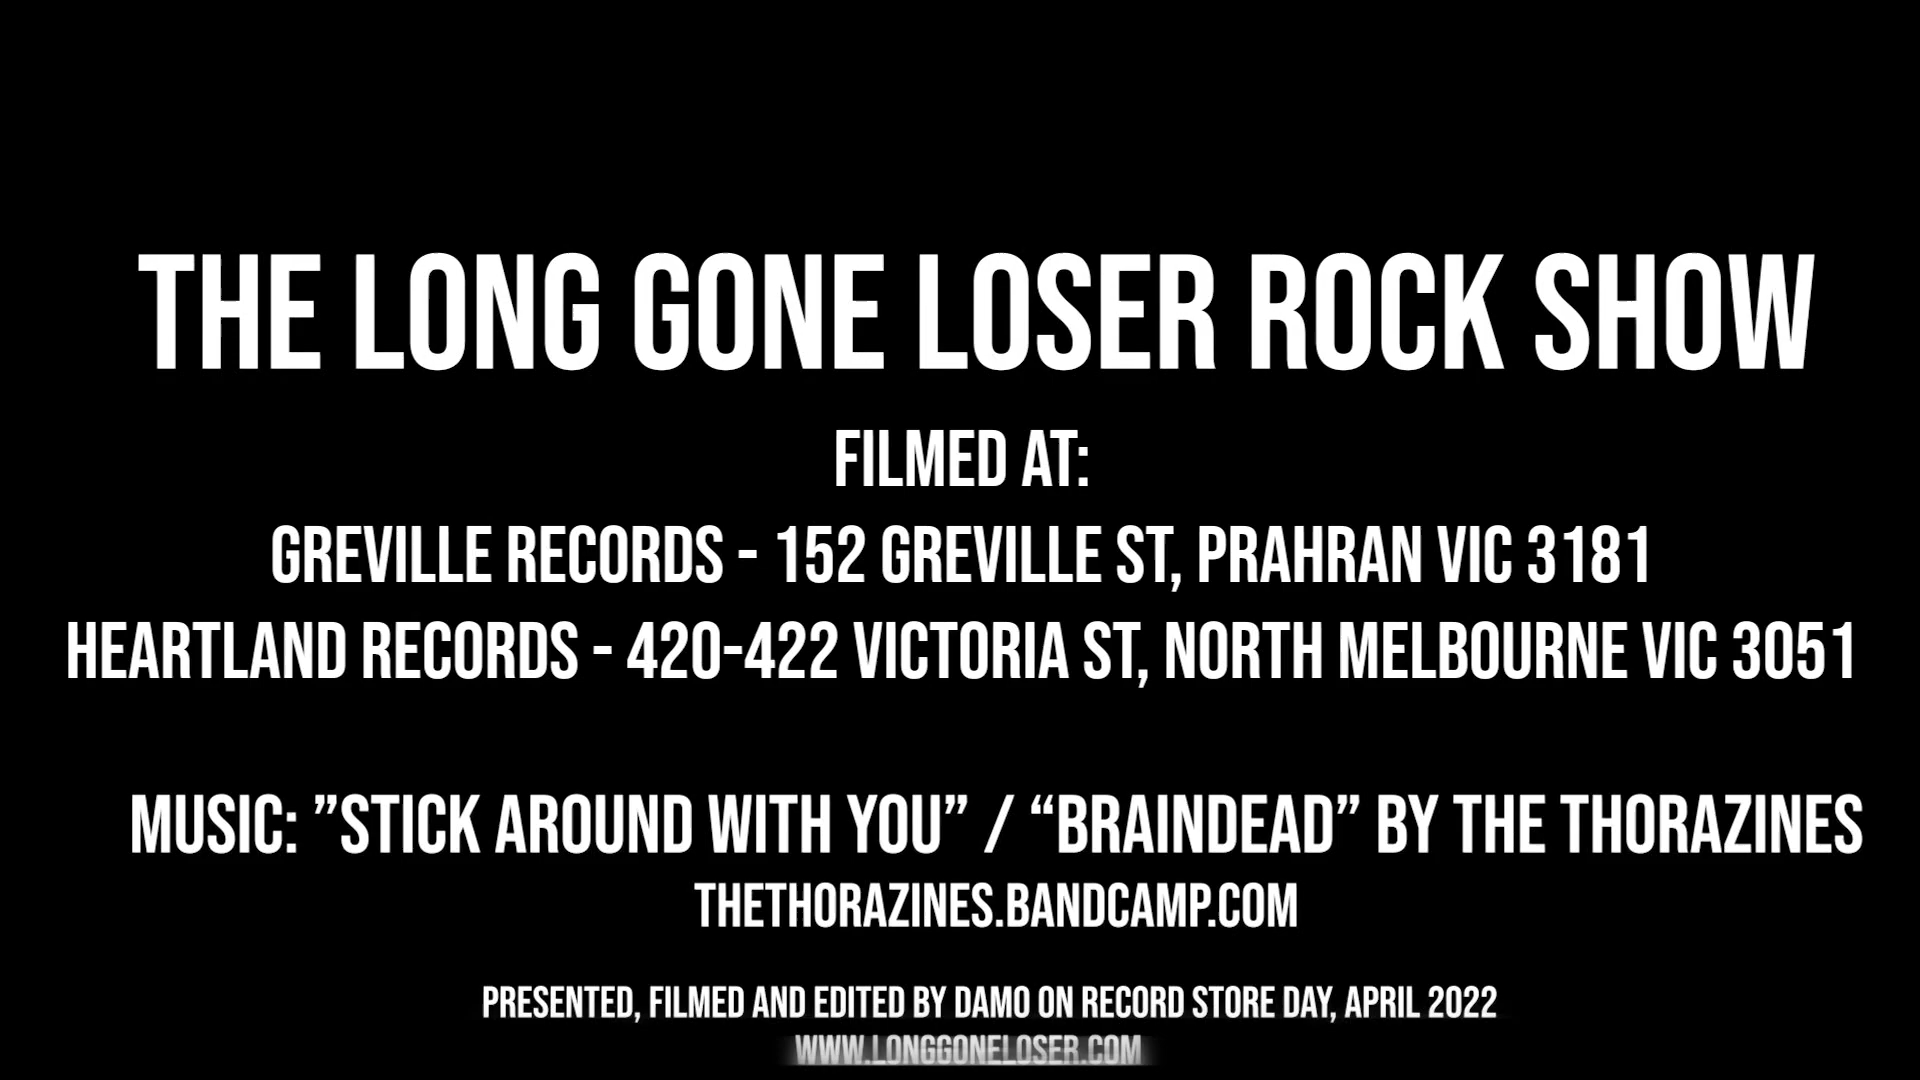 THE LONG GONE LOSER ROCK SHOW
FILMED AT:
GREVILLE RECORDS - 152 GREVILLE ST, PRAHRAN VIC 3181
HEARTLAND RECORDS - 420-422 VICTORIA ST, NORTH MELBOURNE VIC 3051
MUSIC: ”STICK AROUND WITH YOU” / “BRAINDEAD” BY THE THORAZINES
THETHORAZINES.BANDCAMP.COM
PRESENTED, FILMED AND EDITED BY DAMO ON RECORD STORE DAY, APRIL 2022
WWW.LONGGONELOSER.COM